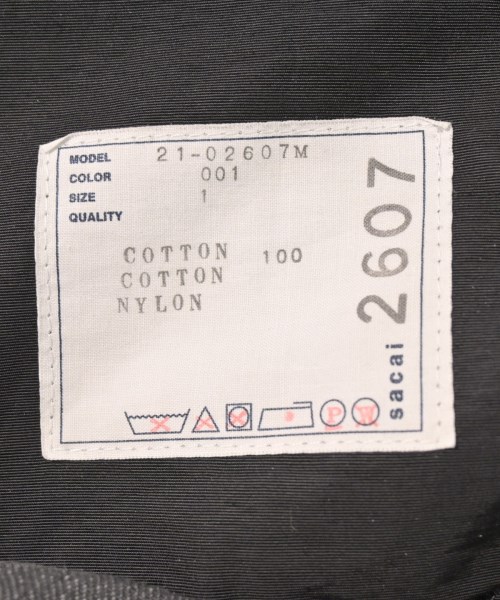 MODEL 21-02607M
COLOR 001
SIZE 1
QUALITY
COTTON 100
COTTON
NYLON
P W
sacai 2607